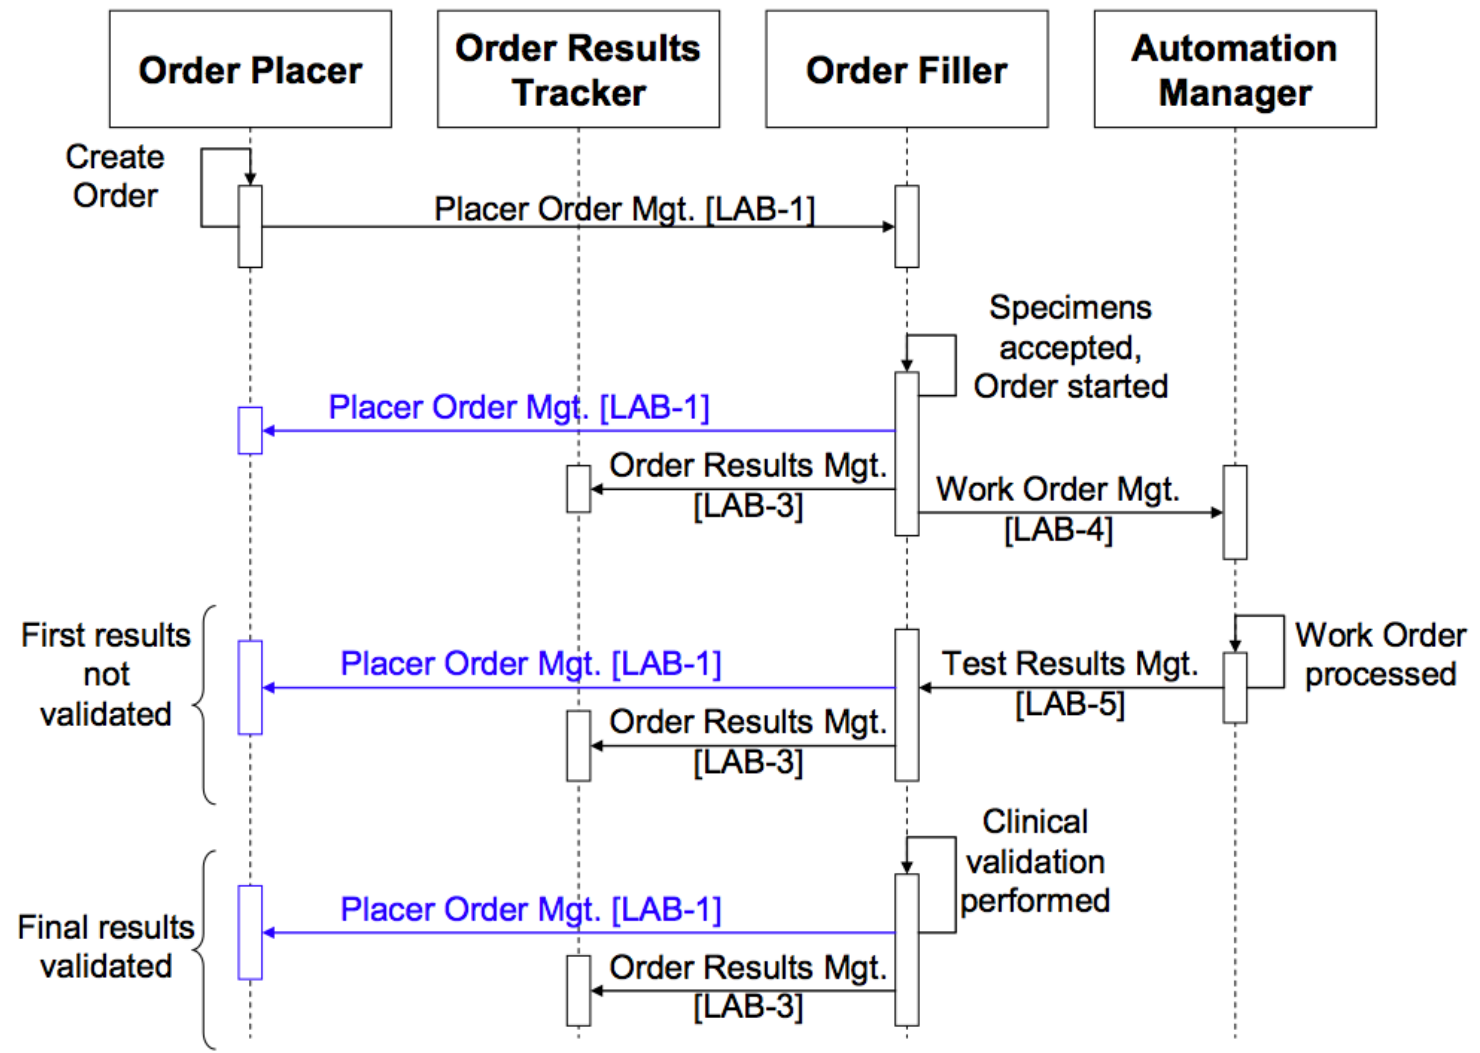 Order Placer
Order Results
Tracker
Order Filler
Automation
Manager
Create
Order
Placer Order Mgt. [LAB-1]
Specimens
accepted,
Order started
Placer Order Mgt. [LAB-1]
Order Results Mgt.
[LAB-3]
Work Order Mgt.
[LAB-4]
First results
not
validated
Placer Order Mgt. [LAB-1]
Test Results Mgt.
[LAB-5]
Work Order
processed
Order Results Mgt.
[LAB-3]
Clinical
validation
performed
Final results
validated
Placer Order Mgt. [LAB-1]
Order Results Mgt.
[LAB-3]